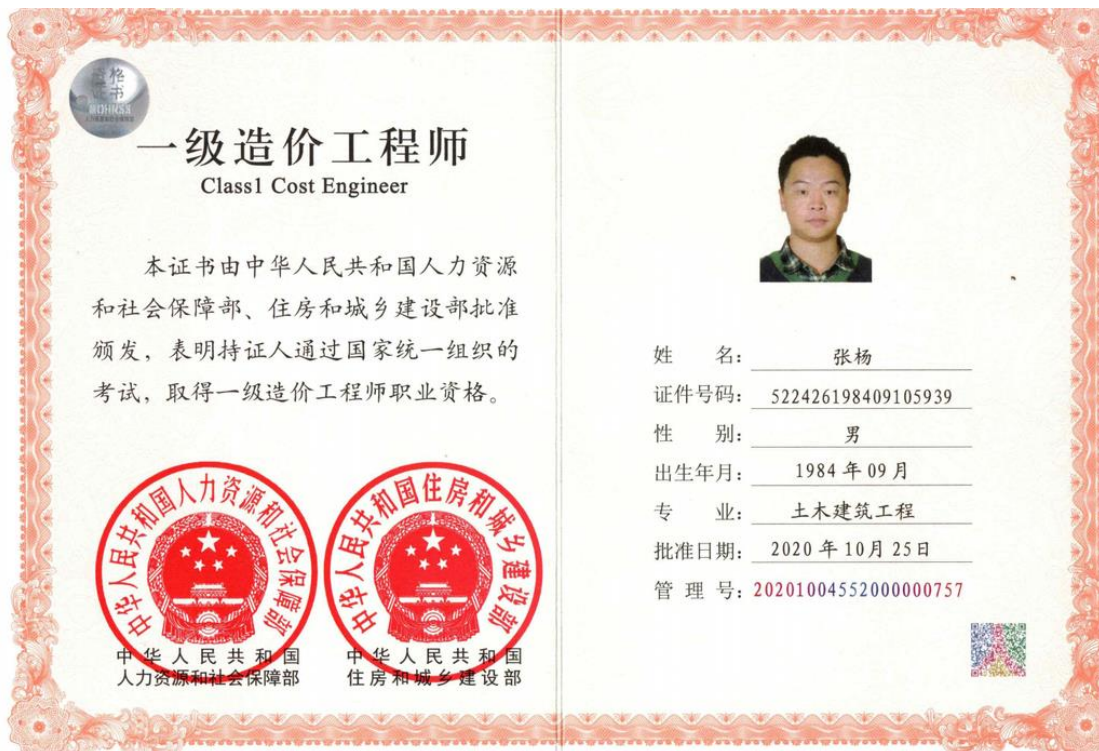 资格
证书
MOHRSS
一级造价工程师
Class1 Cost Engineer
本证书由中华人民共和国人力资源
和社会保障部、住房和城乡建设部批准
颁发，表明持证人通过国家统一组织的
考试，取得一级造价工程师职业资格。
中华人民共和国人力资源和社会保障部
中华人民共和国住房和城乡建设部
中华人民共和国
人力资源和社会保障部
中华人民共和国
住房和城乡建设部
姓名：张杨
证件号码：522426198409105939
性别：男
出生年月：1984年09月
专业：土木建筑工程
批准日期：2020年10月25日
管理号：20201004552000000757